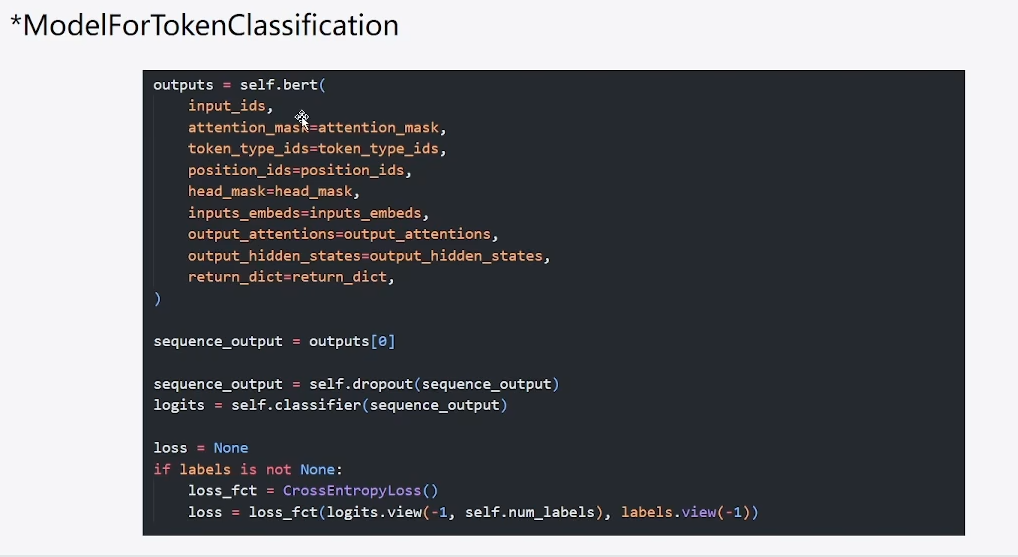 *ModelForTokenClassification
outputs = self.bert(
    input_ids,
    attention_mask=attention_mask,
    token_type_ids=token_type_ids,
    position_ids=position_ids,
    head_mask=head_mask,
    inputs_embeds=inputs_embeds,
    output_attentions=output_attentions,
    output_hidden_states=output_hidden_states,
    return_dict=return_dict,
)
sequence_output = outputs[0]
sequence_output = self.dropout(sequence_output)
logits = self.classifier(sequence_output)
loss = None
if labels is not None:
    loss_fct = CrossEntropyLoss()
    loss = loss_fct(logits.view(-1, self.num_labels), labels.view(-1))